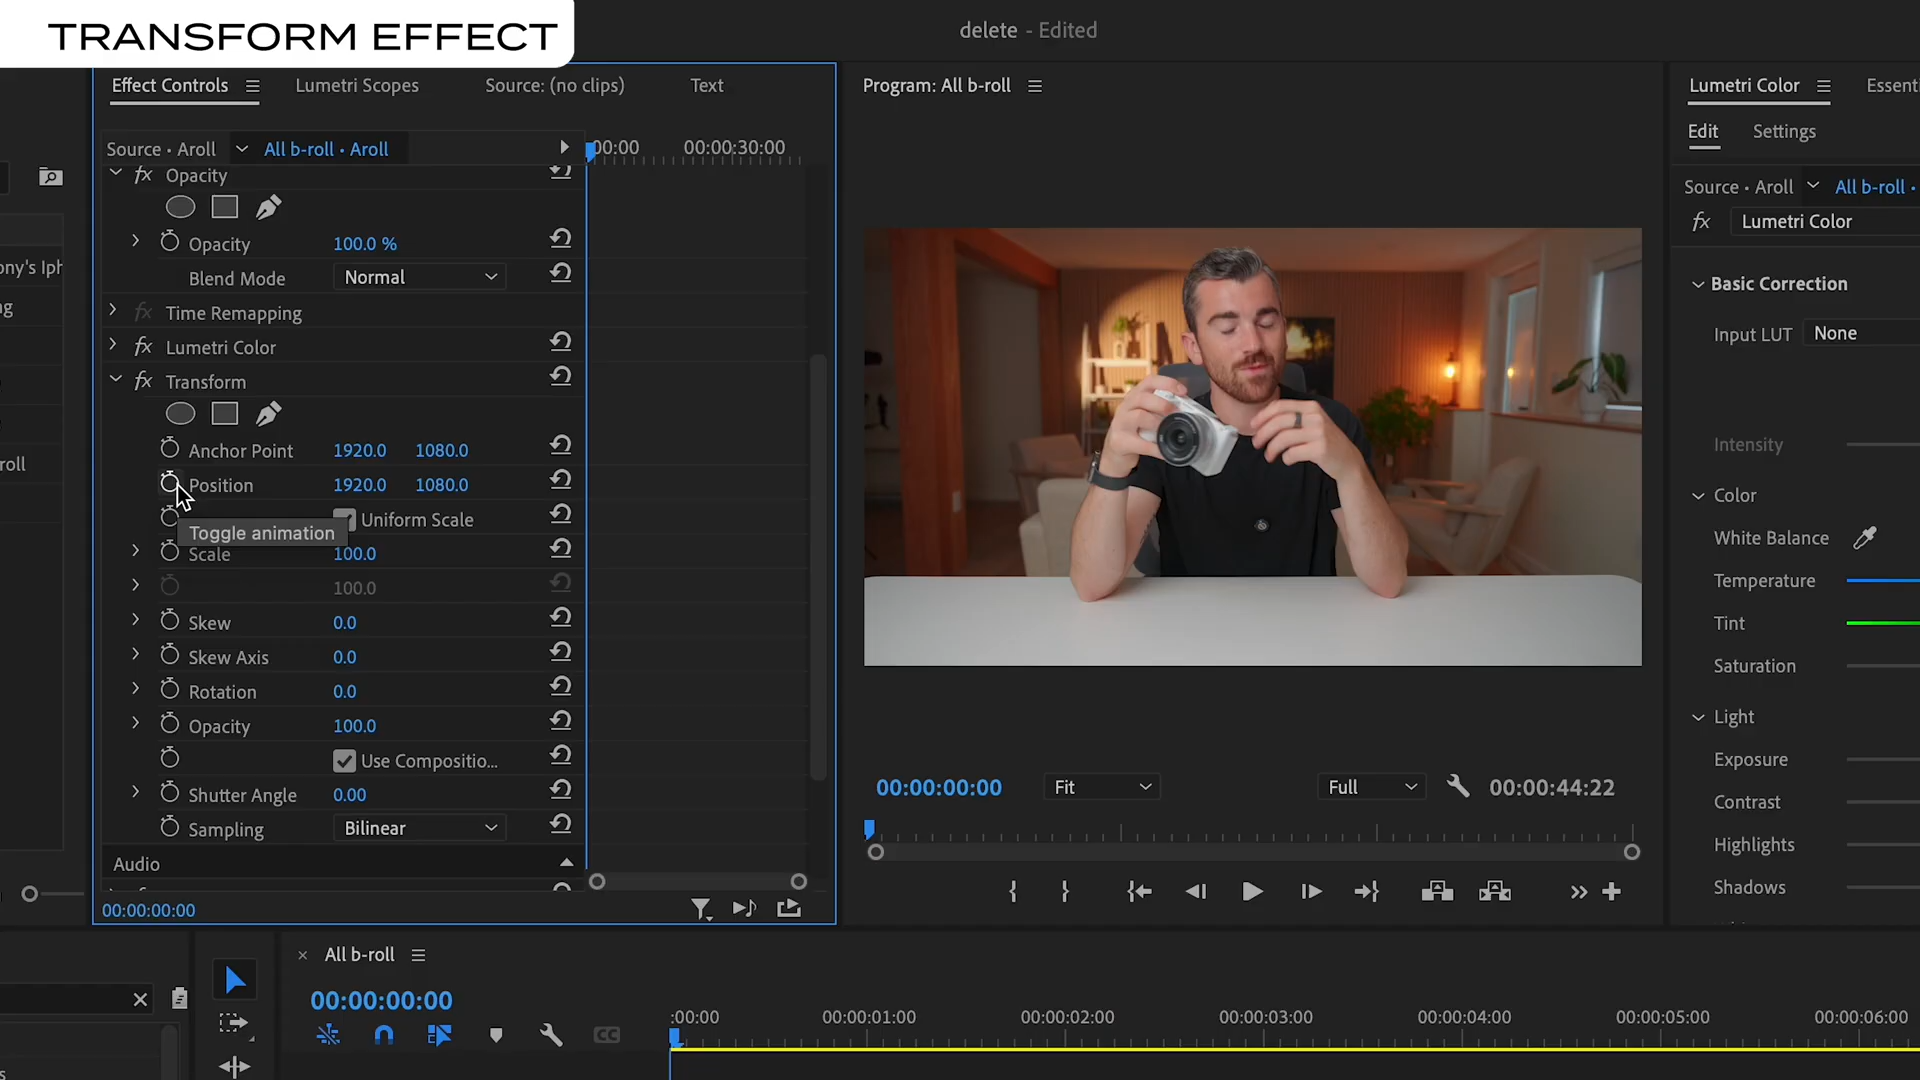 TRANSFORM EFFECT
delete - Edited
Effect Controls
Lumetri Scopes
Source: (no clips)
Text
Program: All b-roll
Lumetri Color
Essenti
Edit
Settings
Source • Aroll
All b-roll • Aroll
:00:00
00:00:30:00
Source • Aroll
All b-roll •
fx Opacity
fx
Lumetri Color
Opacity
100.0 %
Blend Mode
Normal
ony's Iph
ng
roll
fx Time Remapping
fx Lumetri Color
fx Transform
Anchor Point
1920.0
1080.0
Position
1920.0
1080.0
Uniform Scale
Toggle animation
Scale
100.0
100.0
Skew
0.0
Skew Axis
0.0
Rotation
0.0
Opacity
100.0
Use Compositio...
Shutter Angle
0.00
Sampling
Bilinear
Audio
00:00:00:00
00:00:00:00
Fit
Full
00:00:44:22
Basic Correction
Input LUT
None
Intensity
Color
White Balance
Temperature
Tint
Saturation
Light
Exposure
Contrast
Highlights
Shadows
× All b-roll
00:00:00:00
CC
:00:00
00:00:01:00
00:00:02:00
00:00:03:00
00:00:04:00
00:00:05:00
00:00:06:00